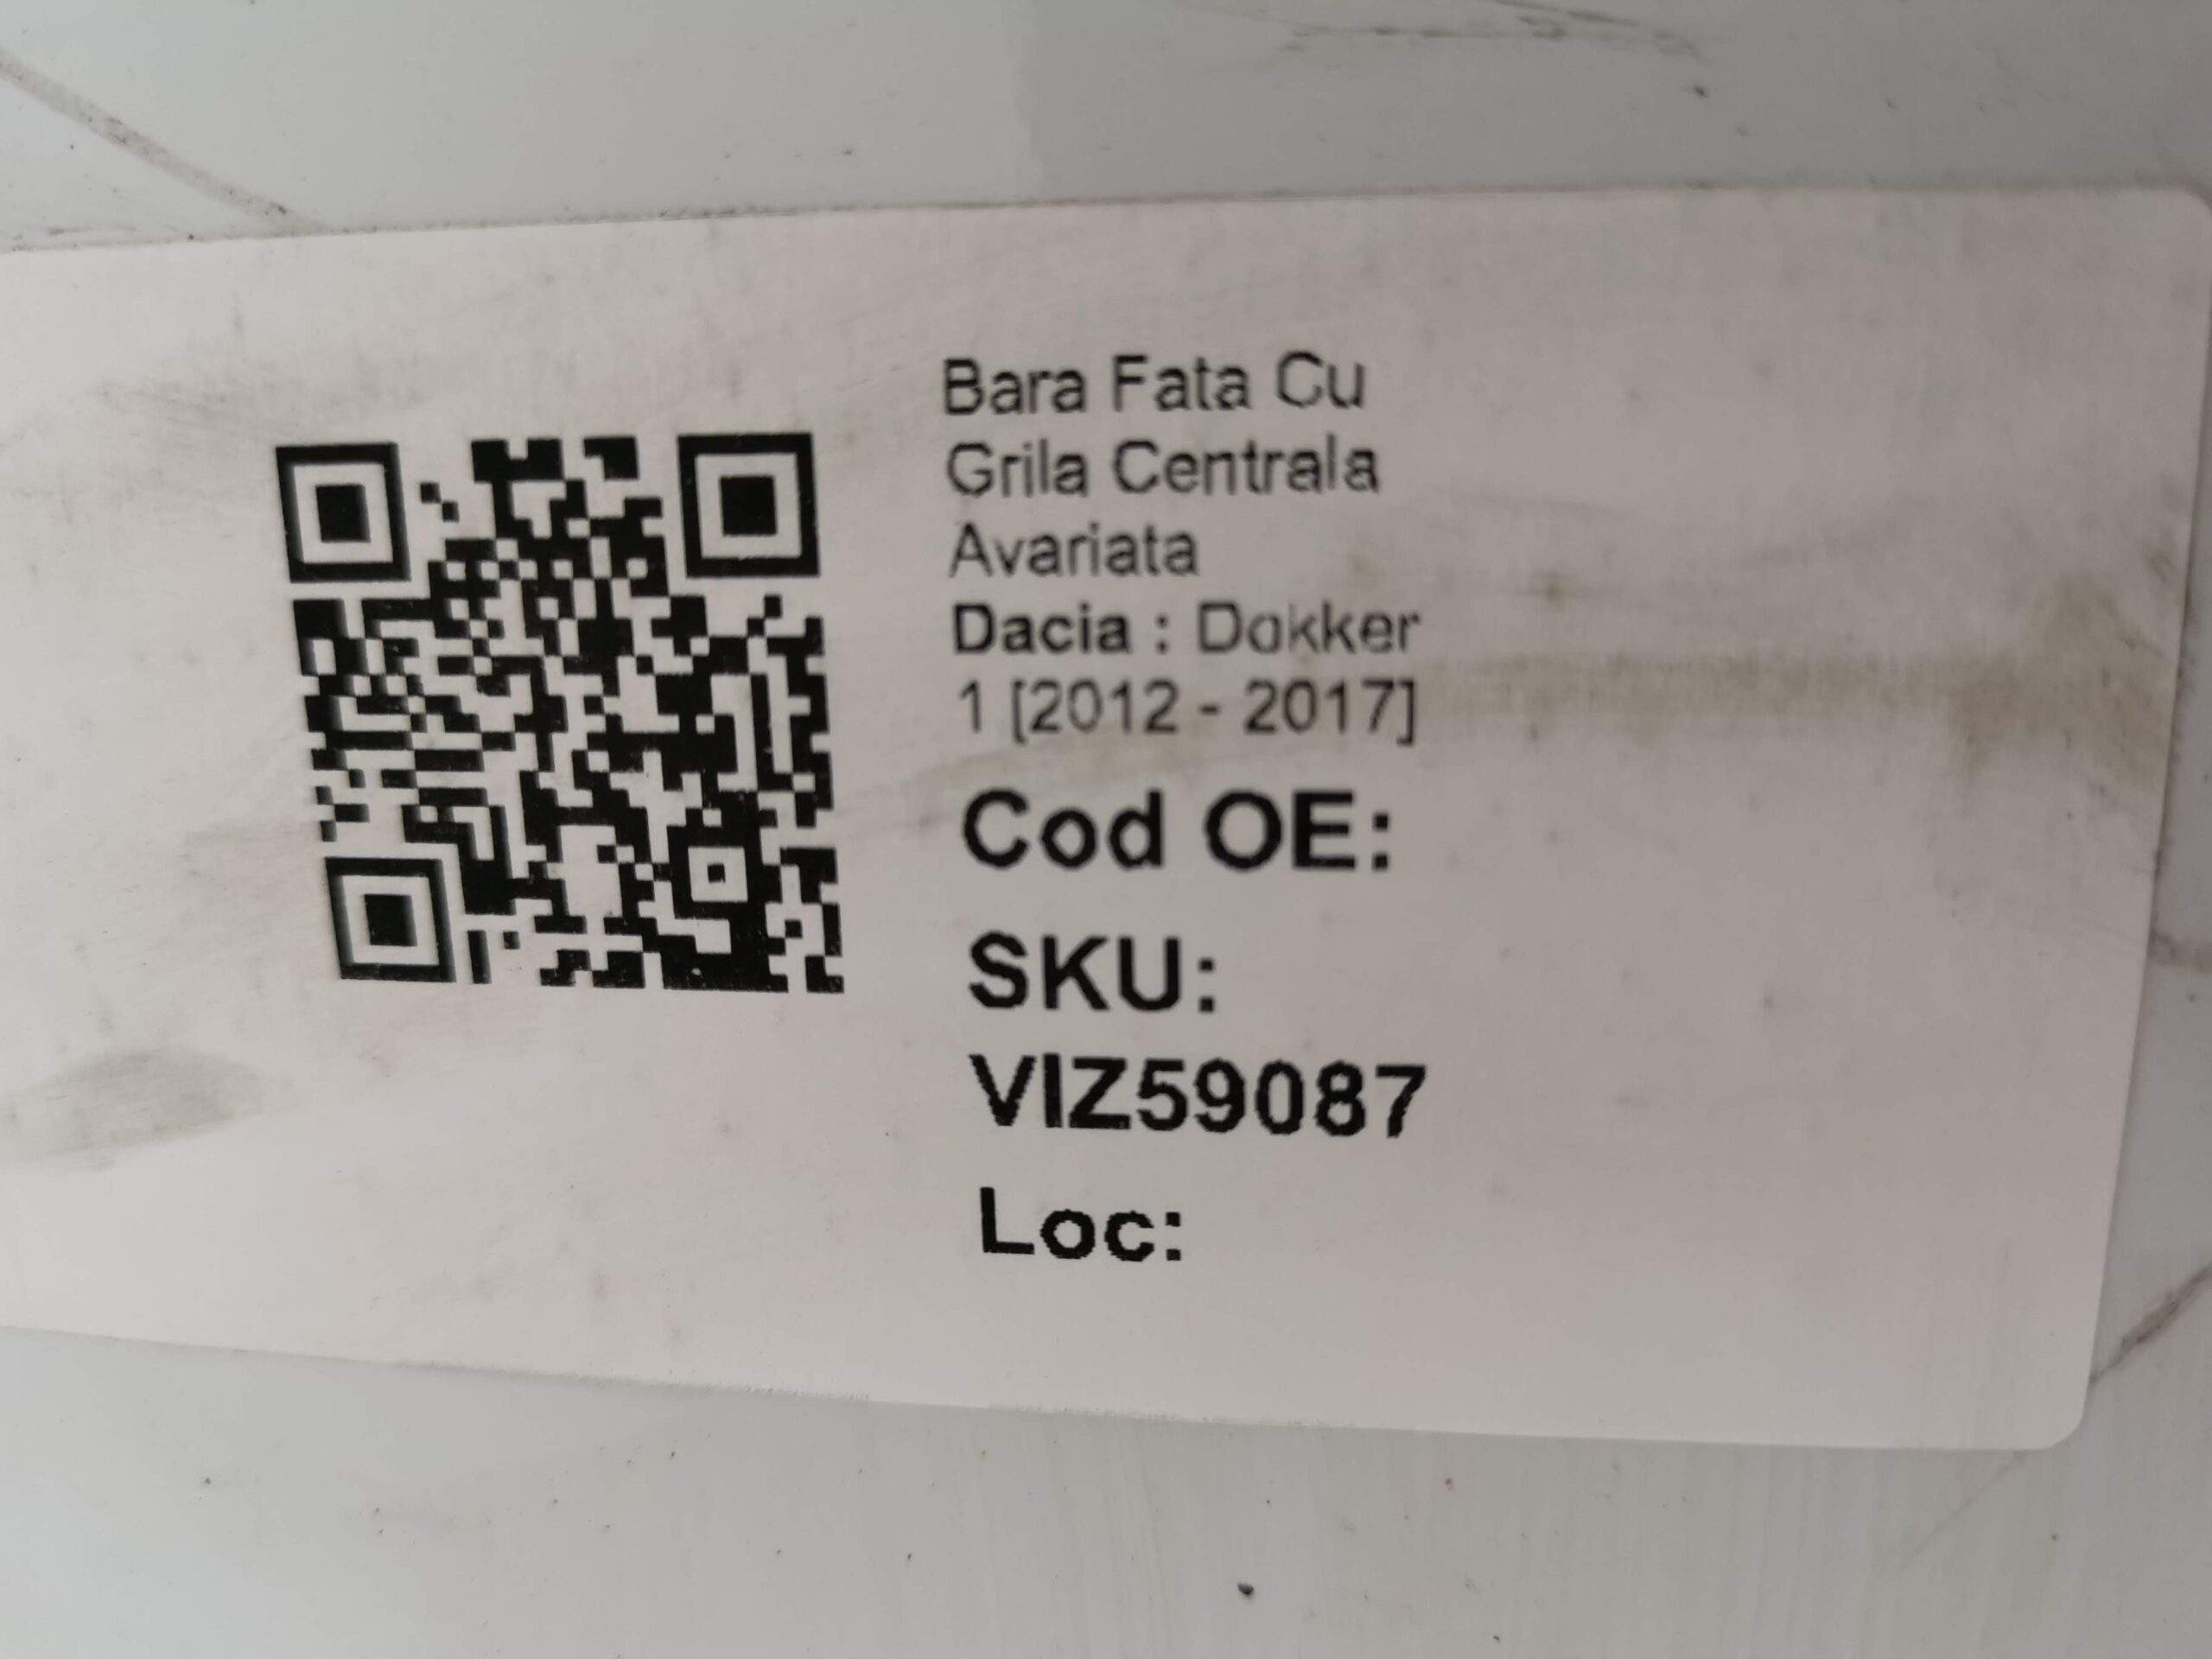 Bara Fata Cu
Grila Centrala
Avariata
Dacia : Dokker
1 [2012 - 2017]
Cod OE:
SKU:
VIZ59087
Loc: